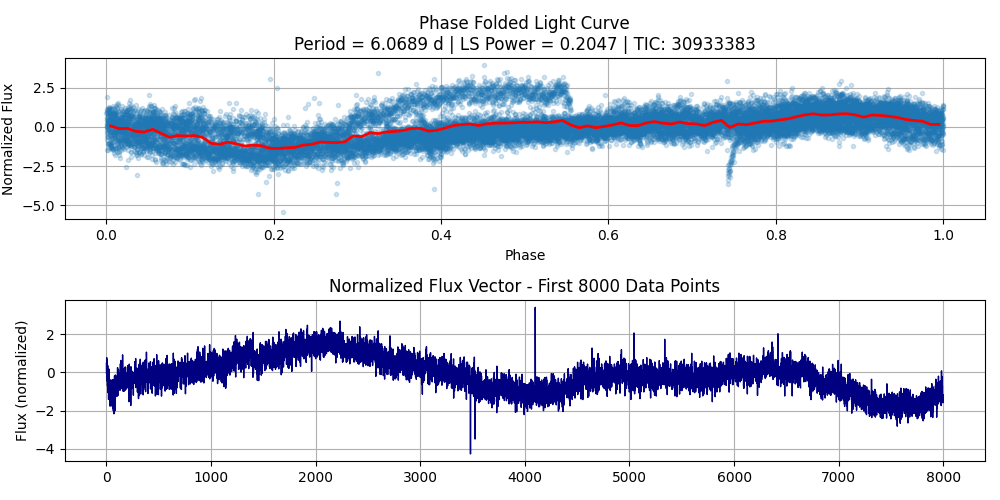 Phase Folded Light Curve
Period = 6.0689 d | LS Power = 0.2047 | TIC: 30933383
Normalized Flux
2.5
0.0
−2.5
−5.0
0.0 0.2 0.4 0.6 0.8 1.0
Phase
Normalized Flux Vector - First 8000 Data Points
Flux (normalized)
2
0
−2
−4
0 1000 2000 3000 4000 5000 6000 7000 8000